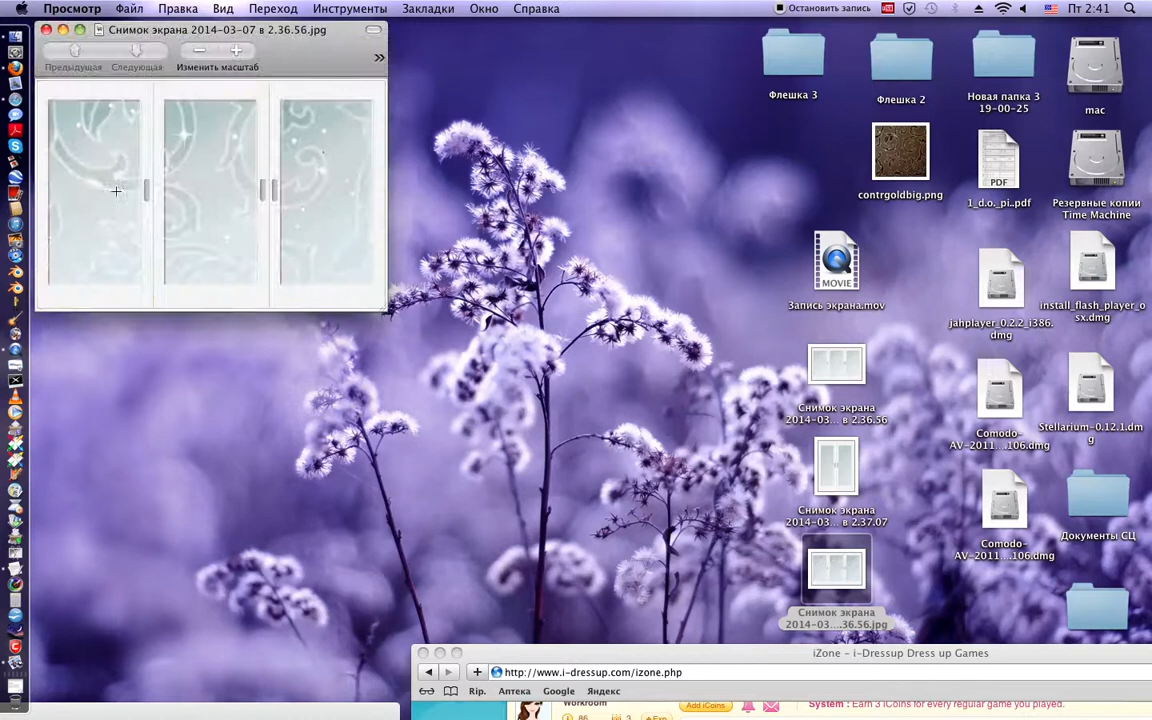 Просмотр Файл Правка Вид Переход Инструменты Закладки Окно Справка
Остановить запись Пт 2:41
Снимок экрана 2014-03-07 в 2.36.56.jpg
Предыдущая Следующая Изменить масштаб »
Флешка 3
Флешка 2
Новая папка 3
19-00-25
mac
contrgoldbig.png
PDF
1_d.o._pi..pdf
Резервные копии
Time Machine
MOVIE
Запись экрана.mov
jahplayer_0.2.2_i386.
dmg
install_flash_player_o
sx.dmg
Снимок экрана
2014-03... в 2.36.56
Comodo-
AV-2011....106.dmg
Stellarium-0.12.1.dm
g
Снимок экрана
2014-03... в 2.37.07
Comodo-
AV-2011....106.dmg
Документы СЦ
Снимок экрана
2014-03....36.56.jpg
iZone - i-Dressup Dress up Games
http://www.i-dressup.com/izone.php
Rip. Аптека Google Яндекс
Workroom Add iCoins System : Earn 3 iCoins for every regular game you played.
86 3 Exp